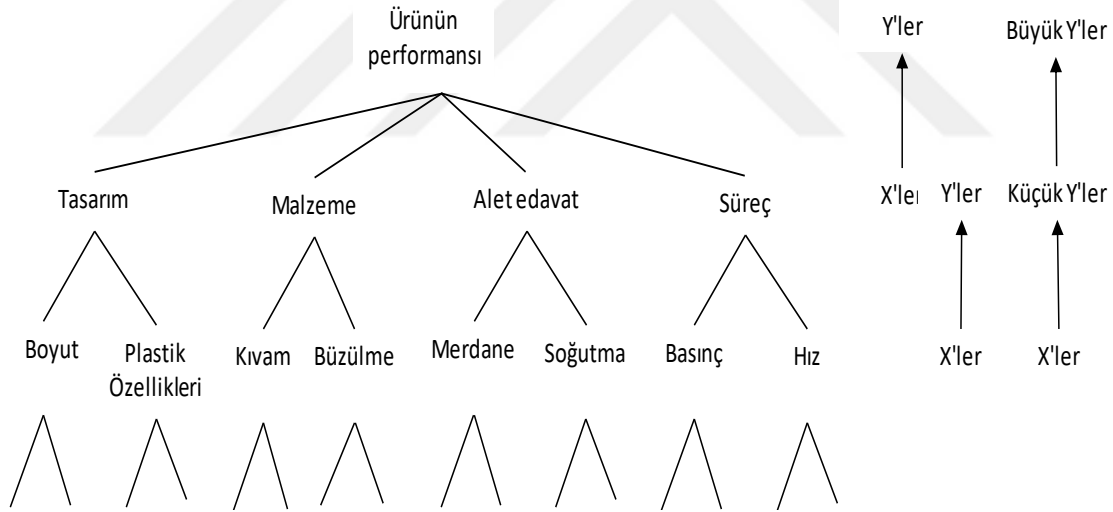 Ürünün
performansı
Y'ler
Büyük Y'ler
Tasarım
Malzeme
Alet edavat
Süreç
X'ler
Y'ler
Küçük Y'ler
Boyut
Plastik
Özellikleri
Kıvam
Büzülme
Merdane
Soğutma
Basınç
Hız
X'ler
X'ler